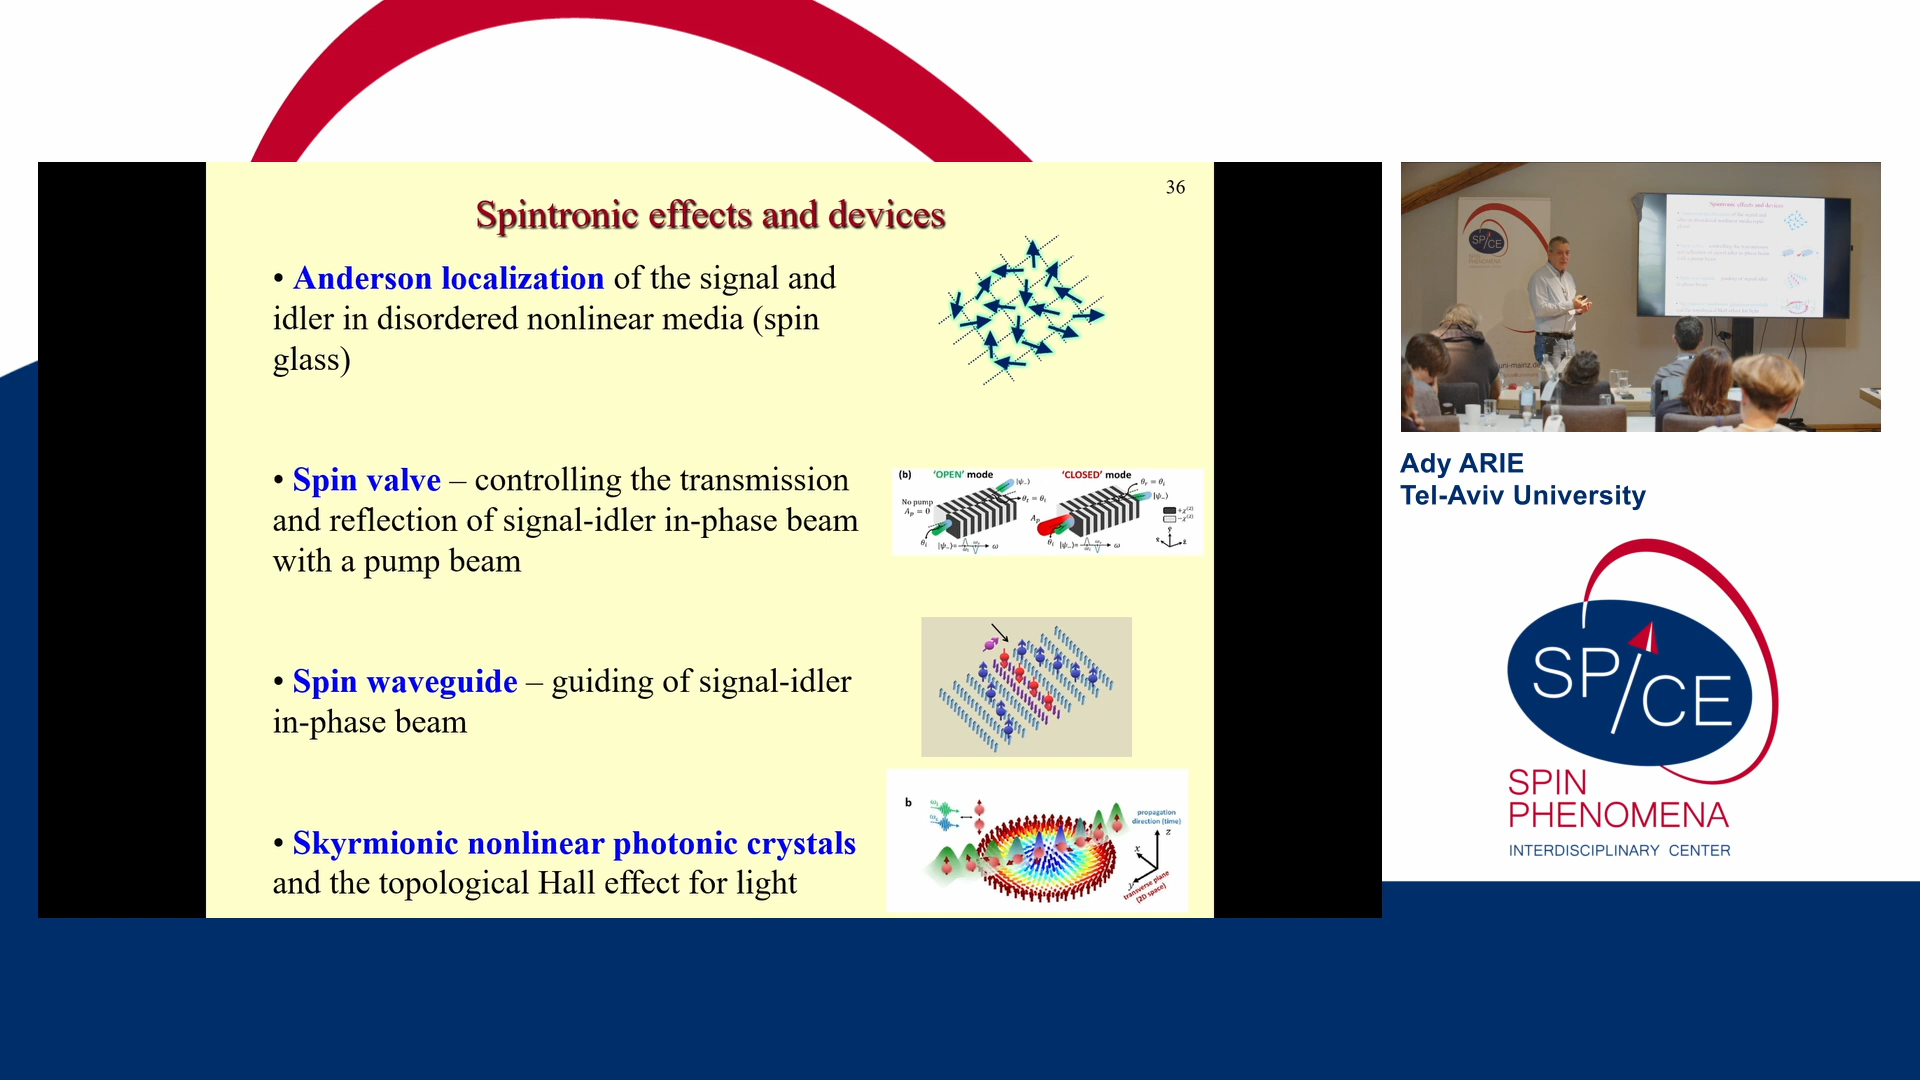 36
Spintronic effects and devices
• Anderson localization of the signal and
idler in disordered nonlinear media (spin
glass)
• Spin valve – controlling the transmission
and reflection of signal-idler in-phase beam
with a pump beam
(b) 'OPEN' mode 'CLOSED' mode
No pump
• Spin waveguide – guiding of signal-idler
in-phase beam
• Skyrmionic nonlinear photonic crystals
and the topological Hall effect for light
b
propagation
direction (time)
z
x
y
transverse plane
(2D space)
Ady ARIE
Tel-Aviv University
SP/CE
SPIN
PHENOMENA
INTERDISCIPLINARY CENTER